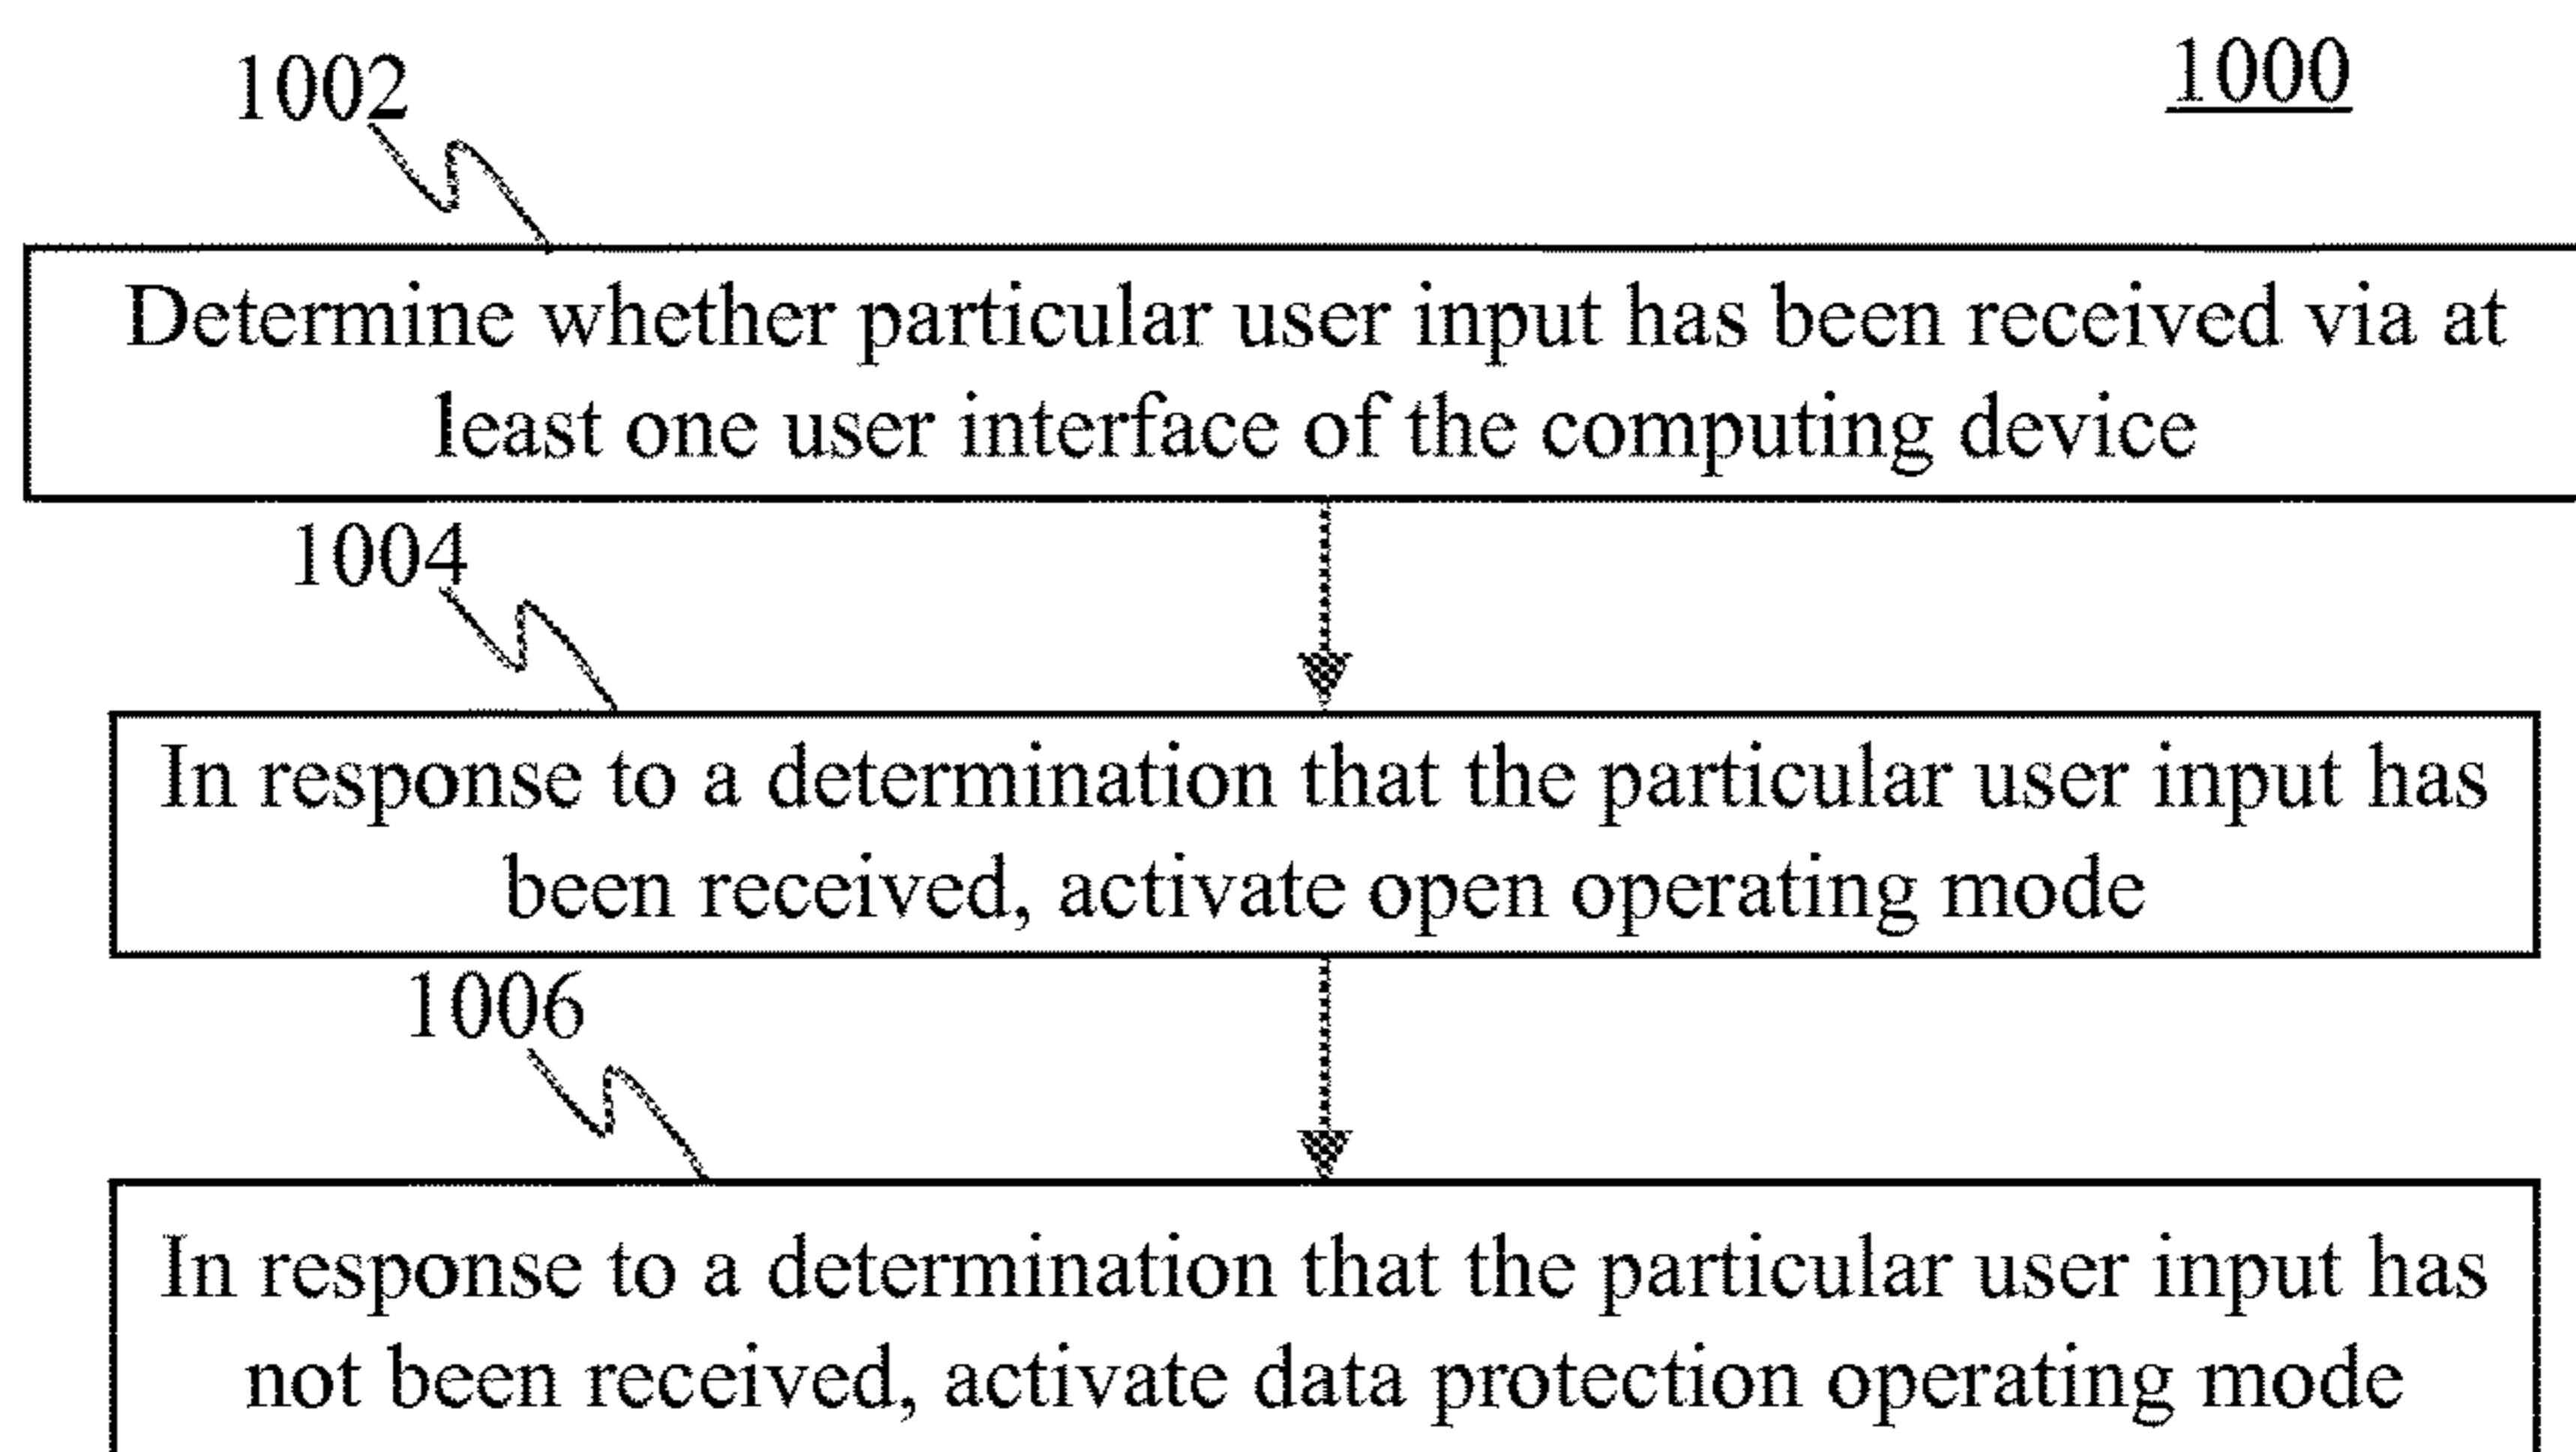 1002
1000
Determine whether particular user input has been received via at
least one user interface of the computing device
1004
In response to a determination that the particular user input has
been received, activate open operating mode
1006
In response to a determination that the particular user input has
not been received, activate data protection operating mode